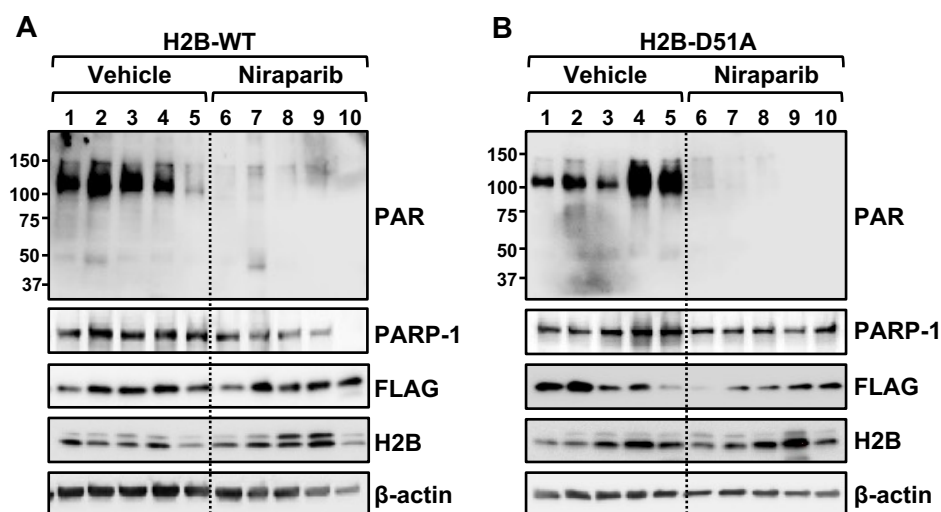 A
H2B-WT
Vehicle Niraparib
1 2 3 4 5 6 7 8 9 10
150
100
75
50
37
PAR
PARP-1
FLAG
H2B
β-actin
B
H2B-D51A
Vehicle Niraparib
1 2 3 4 5 6 7 8 9 10
150
100
75
50
37
PAR
PARP-1
FLAG
H2B
β-actin